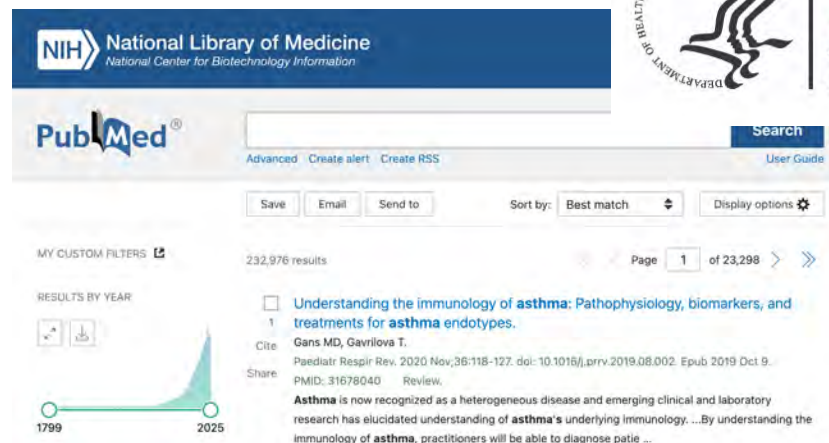 NIH National Library of Medicine
National Center for Biotechnology Information
DEPARTMENT OF HEALTH
PubMed®
Search
Advanced Create alert Create RSS User Guide
Save Email Send to Sort by: Best match Display options
MY CUSTOM FILTERS
232,976 results Page 1 of 23,298
RESULTS BY YEAR
1799 2025
1
Cite
Share
Understanding the immunology of asthma: Pathophysiology, biomarkers, and
treatments for asthma endotypes.
Gans MD, Gavrilova T.
Paediatr Respir Rev. 2020 Nov;36:118-127. doi: 10.1016/j.prrv.2019.08.002. Epub 2019 Oct 9.
PMID: 31678040 Review.
Asthma is now recognized as a heterogeneous disease and emerging clinical and laboratory
research has elucidated understanding of asthma's underlying immunology. ...By understanding the
immunology of asthma, practitioners will be able to diagnose patie ...